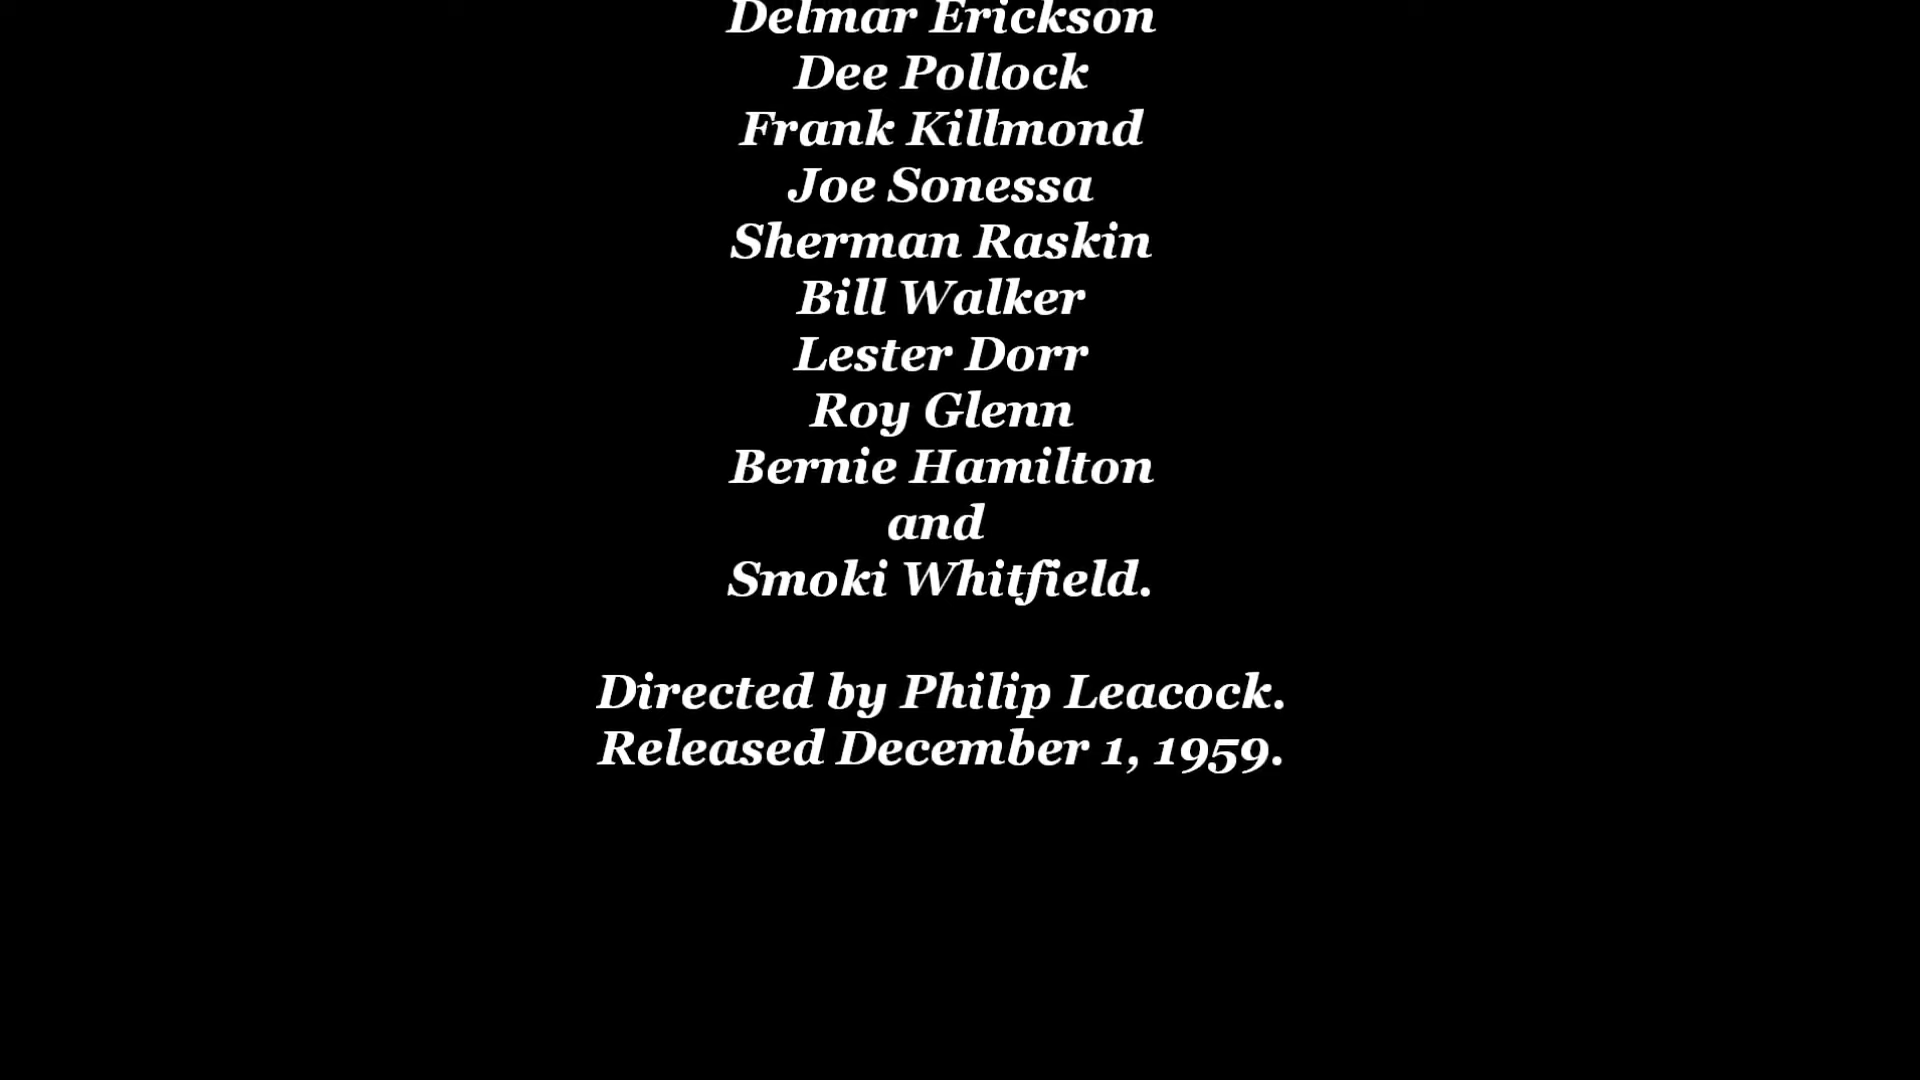 Delmar Erickson
Dee Pollock
Frank Killmond
Joe Sonessa
Sherman Raskin
Bill Walker
Lester Dorr
Roy Glenn
Bernie Hamilton
and
Smoki Whitfield.
Directed by Philip Leacock.
Released December 1, 1959.